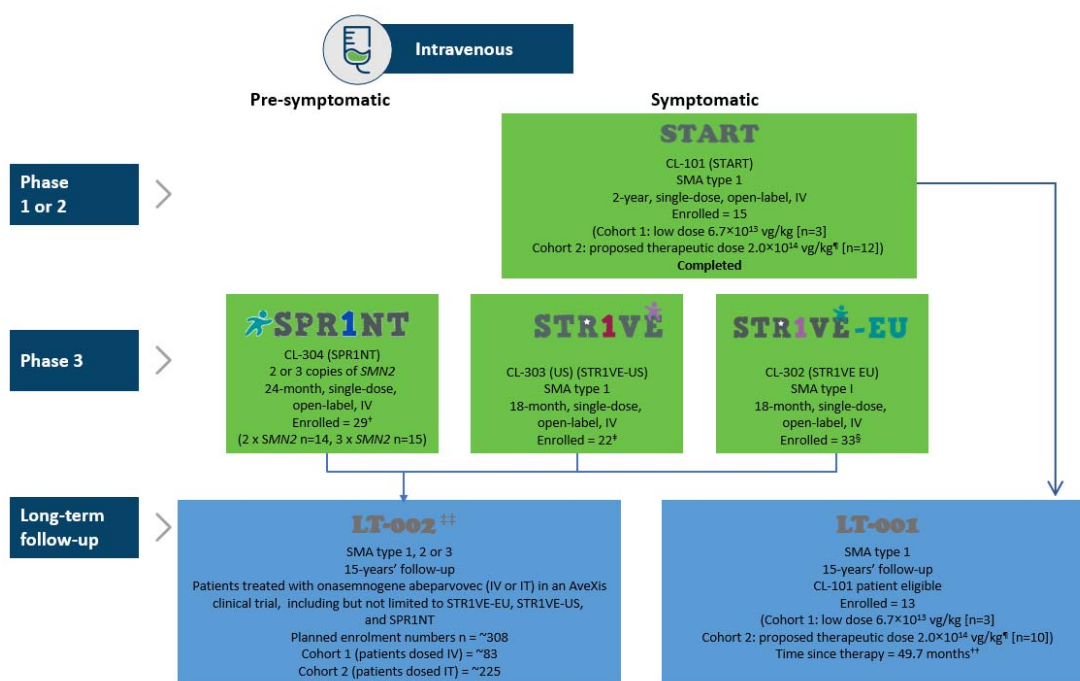 Intravenous
Pre-symptomatic
Symptomatic
Phase
1 or 2
START
CL-101 (START)
SMA type 1
2-year, single-dose, open-label, IV
Enrolled = 15
(Cohort 1: low dose 6.7×10¹³ vg/kg [n=3]
Cohort 2: proposed therapeutic dose 2.0×10¹⁴ vg/kg¶ [n=12])
Completed
Phase 3
SPR1NT
CL-304 (SPR1NT)
2 or 3 copies of SMN2
24-month, single-dose,
open-label, IV
Enrolled = 29†
(2 x SMN2 n=14, 3 x SMN2 n=15)
STR1VE
CL-303 (US) (STR1VE-US)
SMA type 1
18-month, single-dose,
open-label, IV
Enrolled = 22‡
STR1VE-EU
CL-302 (STR1VE EU)
SMA type I
18-month, single-dose,
open-label, IV
Enrolled = 33§
Long-term
follow-up
LT-002 ‡‡
SMA type 1, 2 or 3
15-years’ follow-up
Patients treated with onasemnogene abeparvovec (IV or IT) in an AveXis
clinical trial, including but not limited to STR1VE-EU, STR1VE-US,
and SPR1NT
Planned enrolment numbers n = ~308
Cohort 1 (patients dosed IV) = ~83
Cohort 2 (patients dosed IT) = ~225
LT-001
SMA type 1
15-years’ follow-up
CL-101 patient eligible
Enrolled = 13
(Cohort 1: low dose 6.7×10¹³ vg/kg [n=3]
Cohort 2: proposed therapeutic dose 2.0×10¹⁴ vg/kg¶ [n=10])
Time since therapy = 49.7 months††